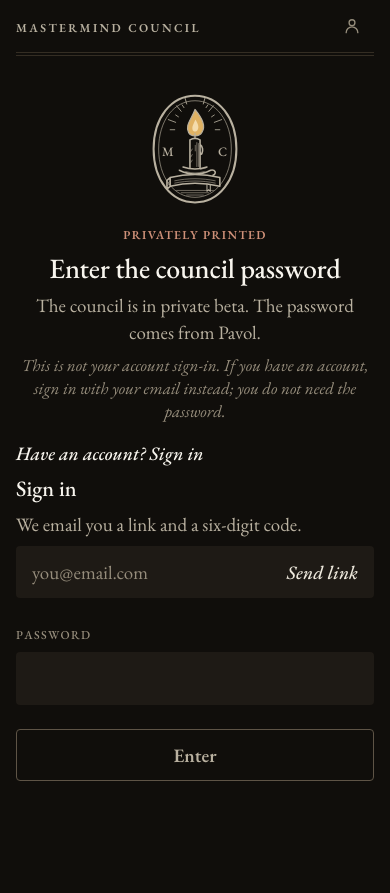 MASTERMIND COUNCIL
M C
PRIVATELY PRINTED
Enter the council password
The council is in private beta. The password
comes from Pavol.
This is not your account sign-in. If you have an account,
sign in with your email instead; you do not need the
password.
Have an account? Sign in
Sign in
We email you a link and a six-digit code.
you@email.com Send link
PASSWORD
Enter